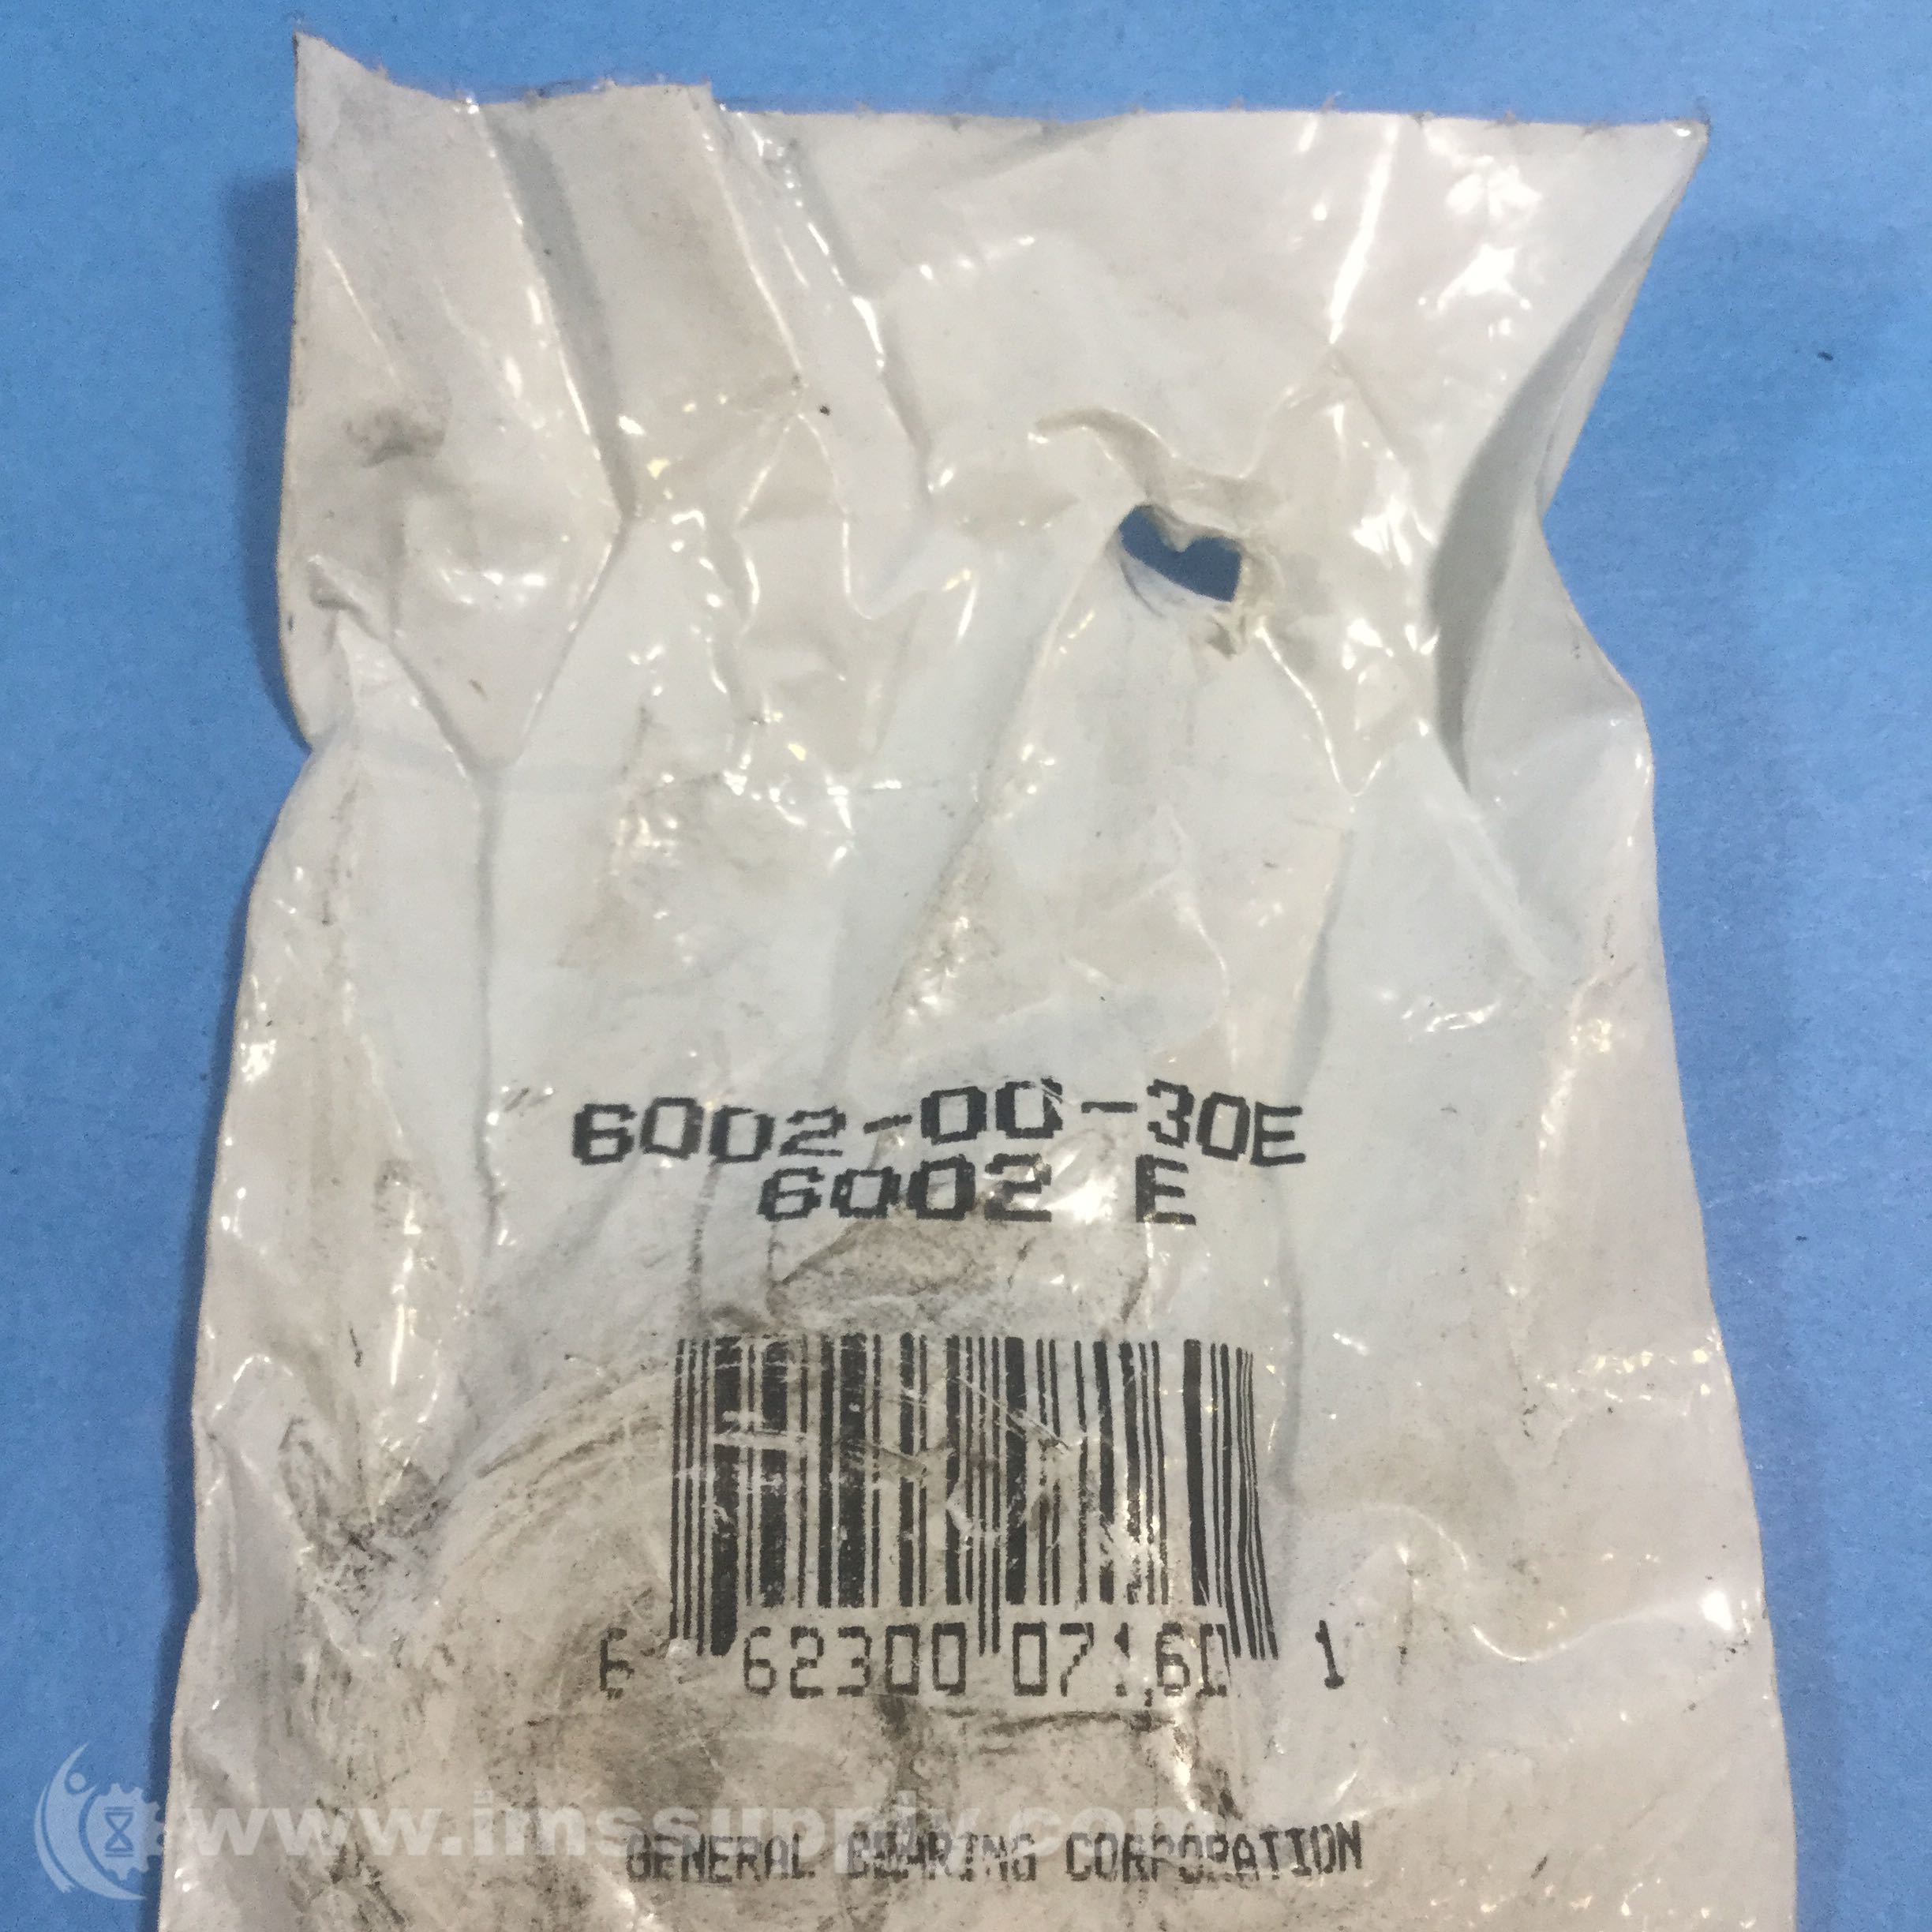 6002-00-30E
6002 E
6 62300 07160 1
www.imssupply.com
GENERAL BEARING CORPORATION